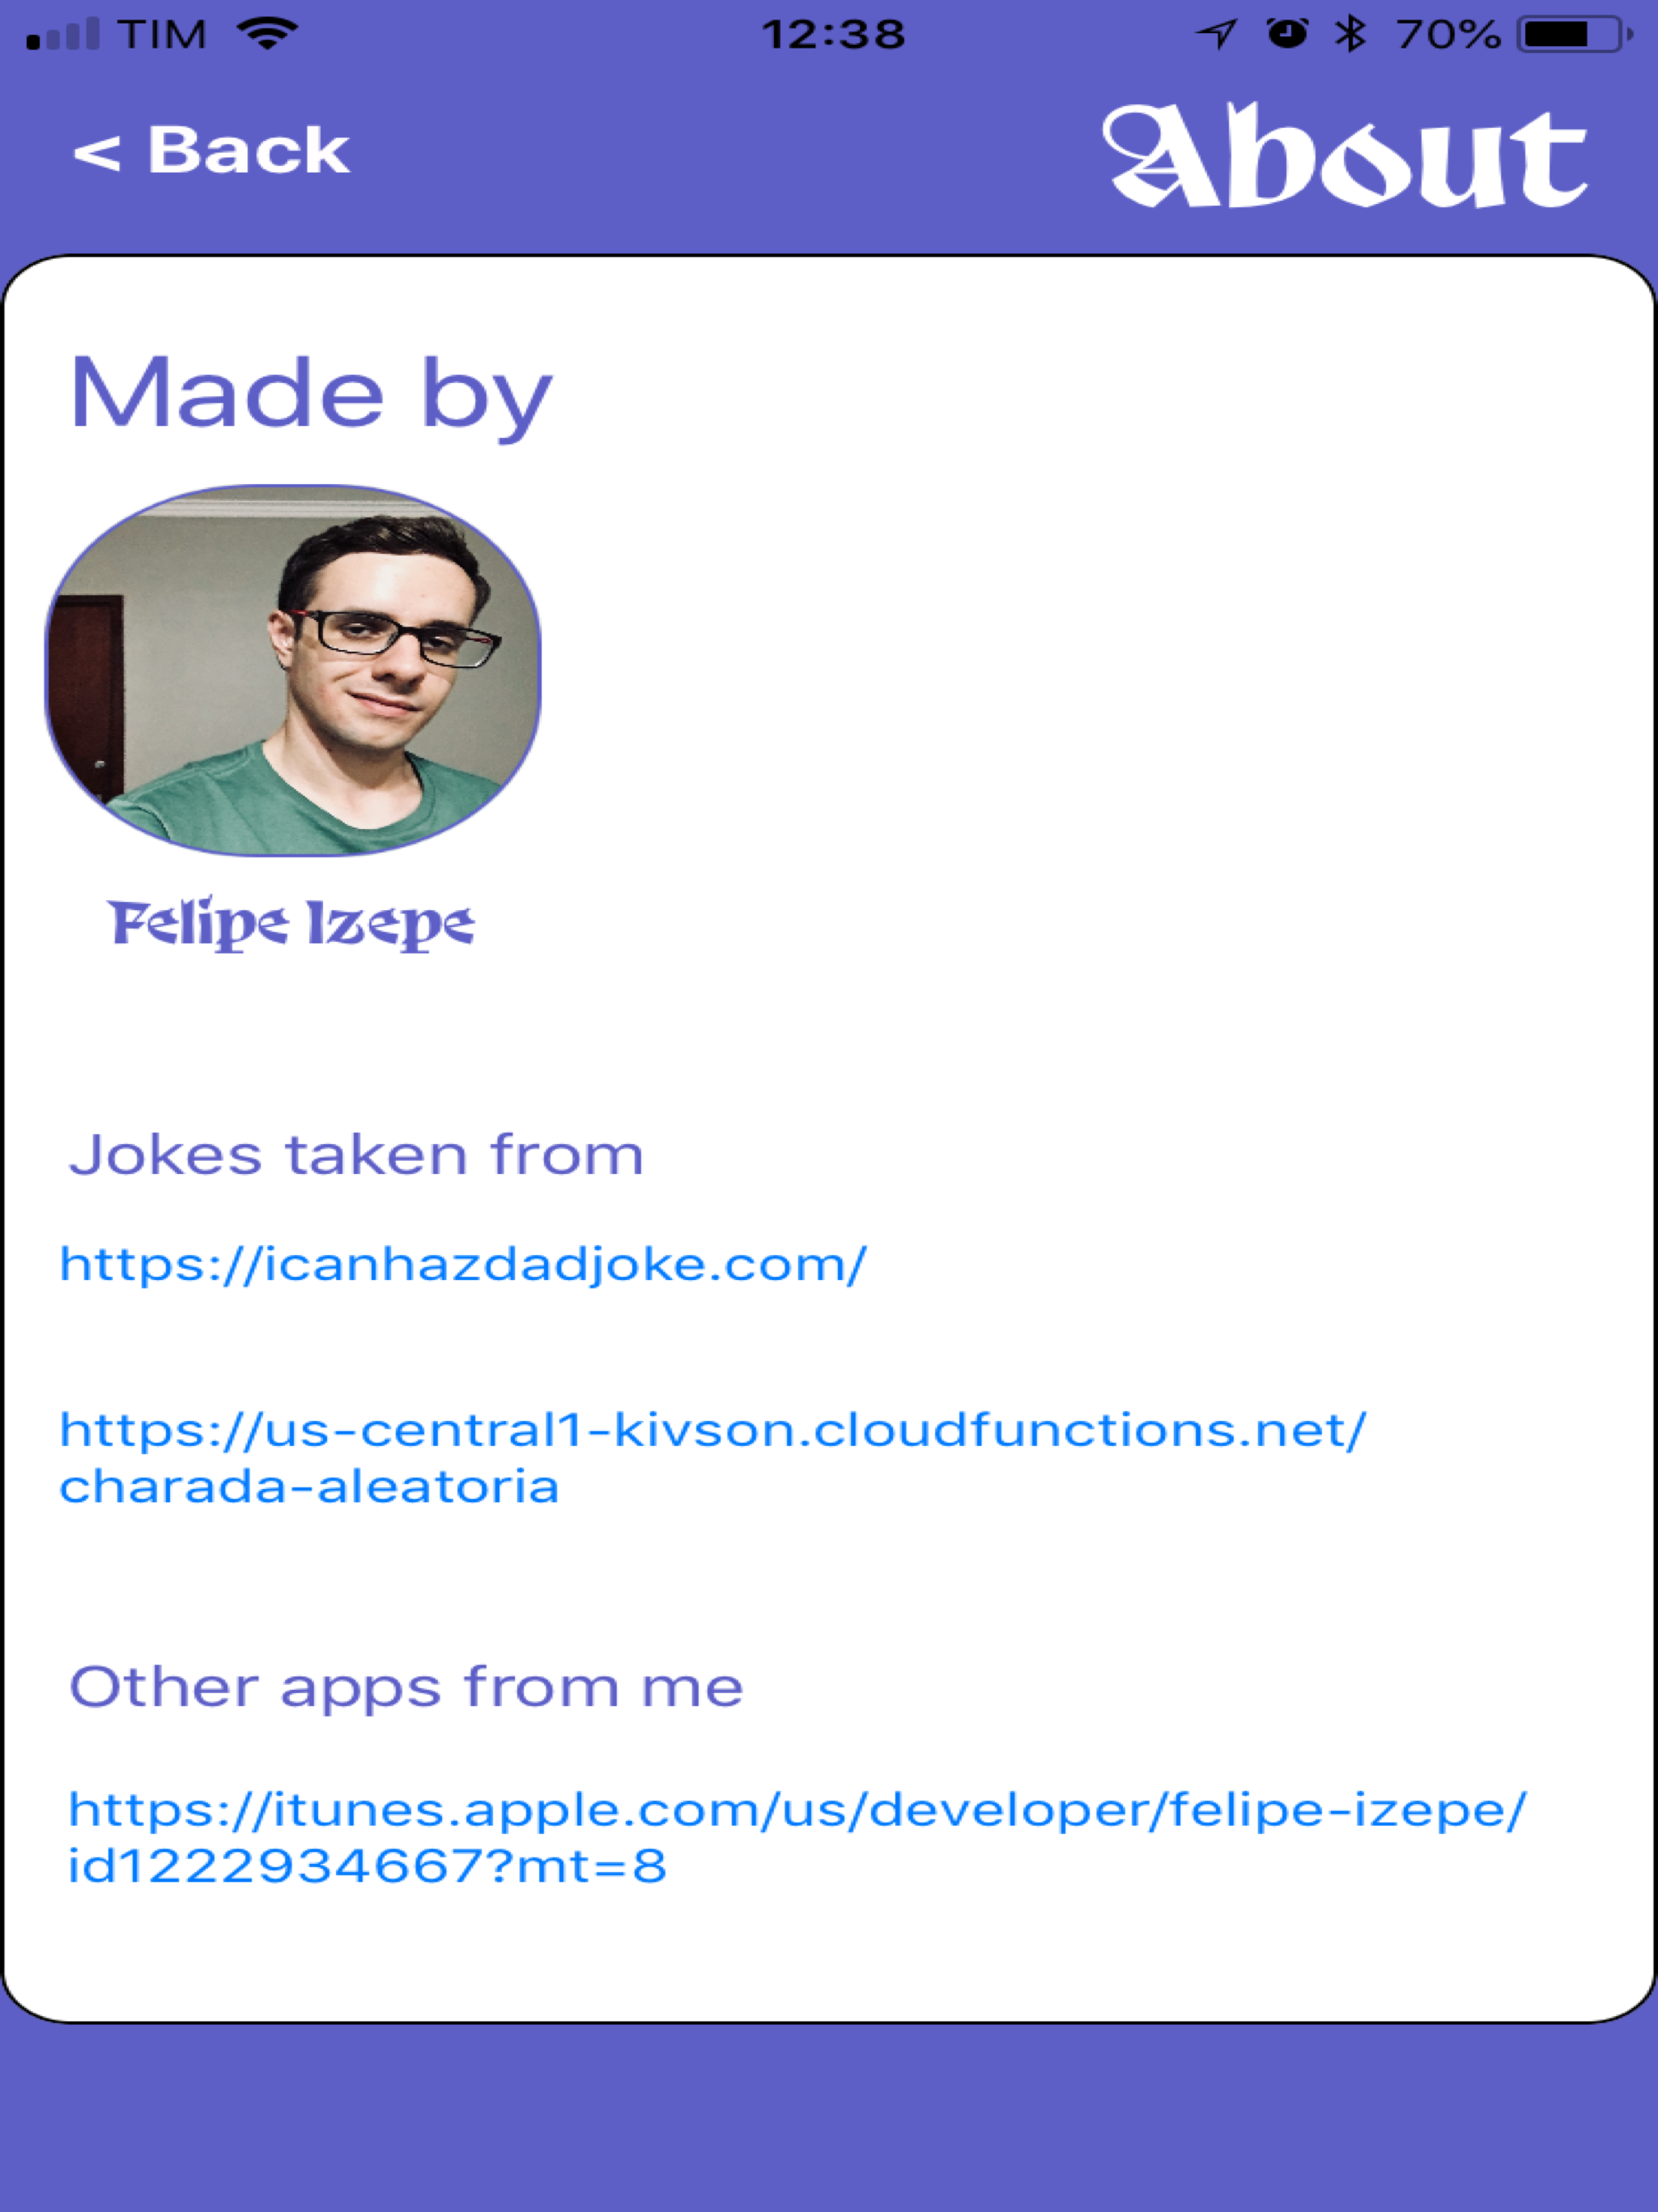 TIM 12:38 70%
< Back About
Made by
Felipe Izepe
Jokes taken from
https://icanhazdadjoke.com/
https://us-central1-kivson.cloudfunctions.net/
charada-aleatoria
Other apps from me
https://itunes.apple.com/us/developer/felipe-izepe/
id1222934667?mt=8